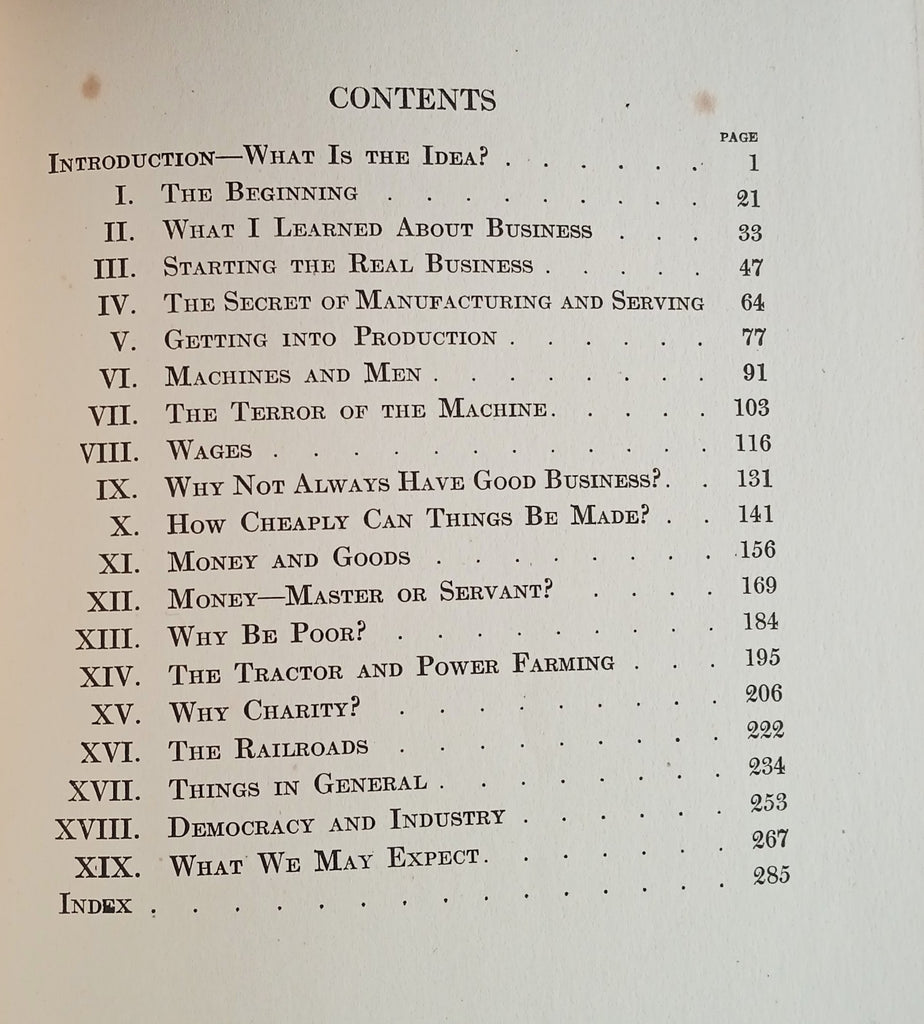 CONTENTS
PAGE
INTRODUCTION—WHAT IS THE IDEA? . . . . . . 1
I. THE BEGINNING . . . . . . . . . 21
II. WHAT I LEARNED ABOUT BUSINESS . . . 33
III. STARTING THE REAL BUSINESS . . . . . 47
IV. THE SECRET OF MANUFACTURING AND SERVING 64
V. GETTING INTO PRODUCTION . . . . . . 77
VI. MACHINES AND MEN . . . . . . . . 91
VII. THE TERROR OF THE MACHINE . . . . . 103
VIII. WAGES . . . . . . . . . . . . 116
IX. WHY NOT ALWAYS HAVE GOOD BUSINESS? . . 131
X. HOW CHEAPLY CAN THINGS BE MADE? . . 141
XI. MONEY AND GOODS . . . . . . . . 156
XII. MONEY—MASTER OR SERVANT? . . . . 169
XIII. WHY BE POOR? . . . . . . . . . 184
XIV. THE TRACTOR AND POWER FARMING . . . 195
XV. WHY CHARITY? . . . . . . . . . 206
XVI. THE RAILROADS . . . . . . . . . 222
XVII. THINGS IN GENERAL . . . . . . . . 234
XVIII. DEMOCRACY AND INDUSTRY . . . . . . 253
XIX. WHAT WE MAY EXPECT . . . . . . . 267
INDEX . . . . . . . . . . . . . . . 285